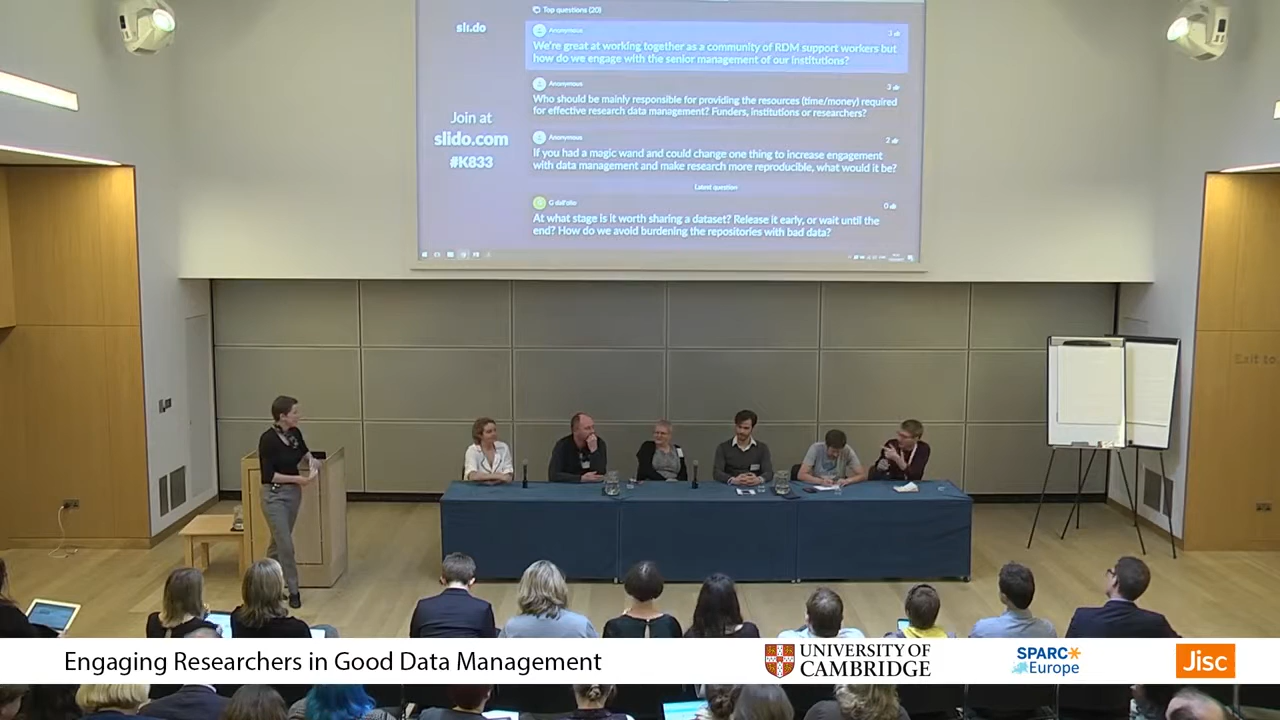 Top questions (20)
sli.do
Anonymous
3
We're great at working together as a community of RDM support workers but
how do we engage with the senior management of our institutions?
Anonymous
3
Who should be mainly responsible for providing the resources (time/money) required
for effective research data management? Funders, institutions or researchers?
Join at
slido.com
#K833
Anonymous
2
If you had a magic wand and could change one thing to increase engagement
with data management and make research more reproducible, what would it be?
Latest question
0
At what stage is it worth sharing a dataset? Release it early, or wait until the
end? How do we avoid burdening the repositories with bad data?
Exit to
Engaging Researchers in Good Data Management
UNIVERSITY OF
CAMBRIDGE
SPARC
Europe
Jisc